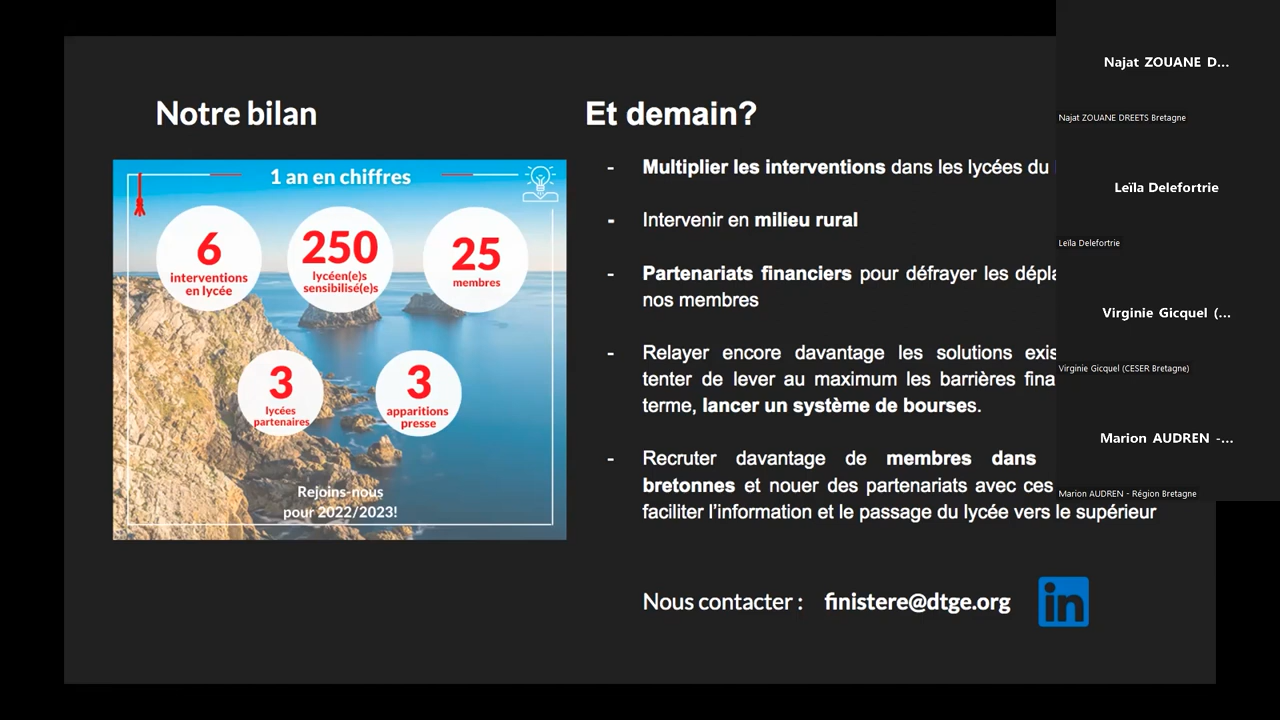 Notre bilan
1 an en chiffres
6
interventions
en lycée
250
lycéen(e)s
sensibilisé(e)s
25
membres
3
lycées
partenaires
3
apparitions
presse
Rejoins-nous
pour 2022/2023!
Et demain?
- Multiplier les interventions dans les lycées du
- Intervenir en milieu rural
- Partenariats financiers pour défrayer les
nos membres
- Relayer encore davantage les solutions
tenter de lever au maximum les barrières
terme, lancer un système de bourses.
- Recruter davantage de membres dans
bretonnes et nouer des partenariats avec ces
faciliter l'information et le passage du lycée vers le supérieur
Nous contacter : finistere@dtge.org
in
Najat ZOUANE D...
Najat ZOUANE DREETS Bretagne
Leïla Delefortrie
Leïla Delefortrie
Virginie Gicquel (...
Virginie Gicquel (CESER Bretagne)
Marion AUDREN -...
Marion AUDREN - Région Bretagne